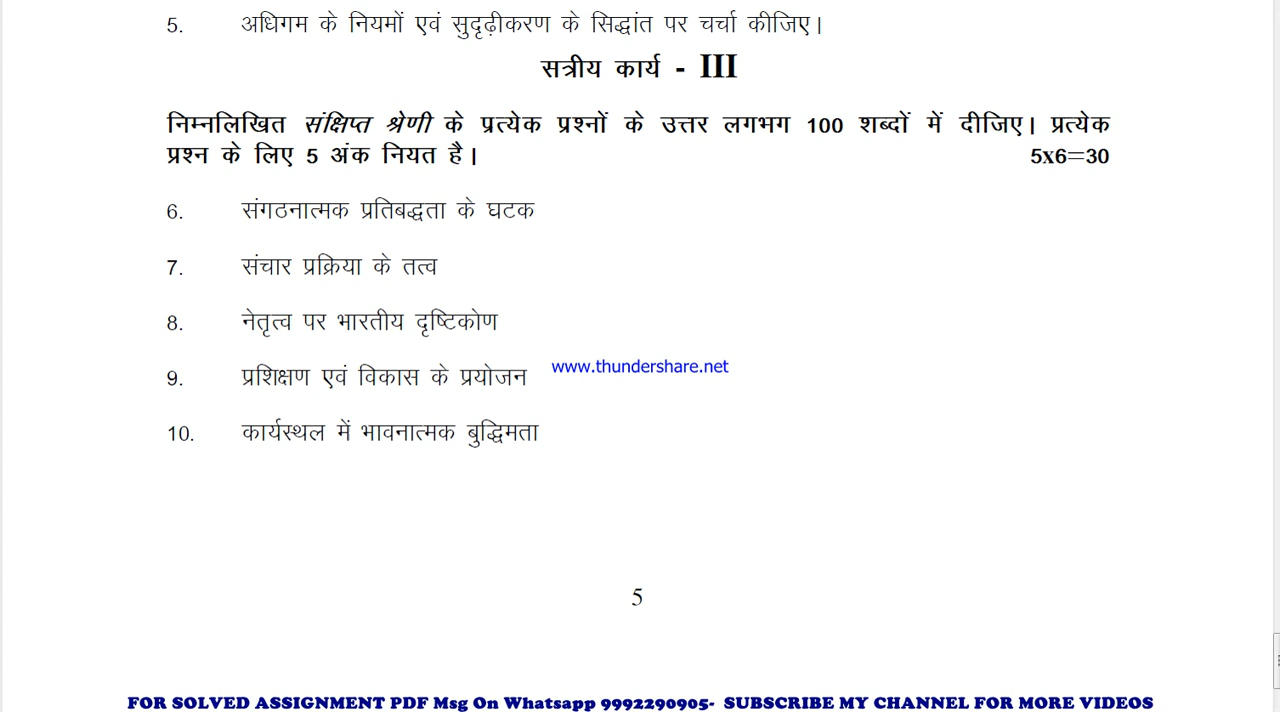 5. अधिगम के नियमों एवं सुदृढ़ीकरण के सिद्धांत पर चर्चा कीजिए।
सत्रीय कार्य - III
निम्नलिखित संक्षिप्त श्रेणी के प्रत्येक प्रश्नों के उत्तर लगभग 100 शब्दों में दीजिए। प्रत्येक
प्रश्न के लिए 5 अंक नियत है। 5x6=30
6. संगठनात्मक प्रतिबद्धता के घटक
7. संचार प्रक्रिया के तत्व
8. नेतृत्व पर भारतीय दृष्टिकोण
9. प्रशिक्षण एवं विकास के प्रयोजन www.thundershare.net
10. कार्यस्थल में भावनात्मक बुद्धिमता
5
FOR SOLVED ASSIGNMENT PDF Msg On Whatsapp 9992290905- SUBSCRIBE MY CHANNEL FOR MORE VIDEOS